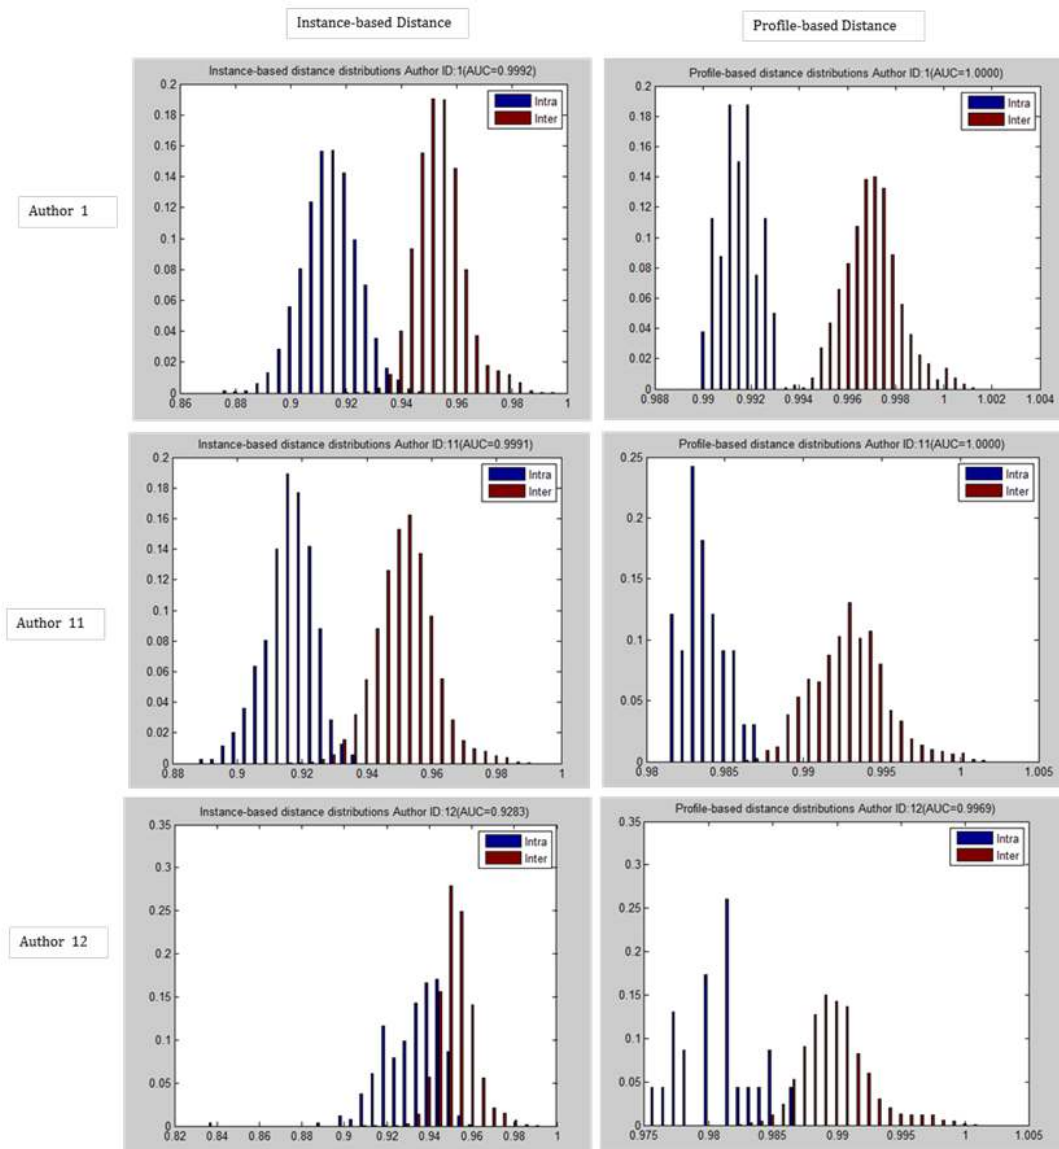 Instance-based Distance
Profile-based Distance
Author 1
Instance-based distance distributions Author ID:1(AUC=0.9992)
Intra
Inter
0.2
0.18
0.16
0.14
0.12
0.1
0.08
0.06
0.04
0.02
0
0.86 0.88 0.9 0.92 0.94 0.96 0.98 1
Profile-based distance distributions Author ID:1(AUC=1.0000)
Intra
Inter
0.2
0.18
0.16
0.14
0.12
0.1
0.08
0.06
0.04
0.02
0
0.988 0.99 0.992 0.994 0.996 0.998 1 1.002 1.004
Author 11
Instance-based distance distributions Author ID:11(AUC=0.9991)
Intra
Inter
0.2
0.18
0.16
0.14
0.12
0.1
0.08
0.06
0.04
0.02
0
0.88 0.9 0.92 0.94 0.96 0.98 1
Profile-based distance distributions Author ID:11(AUC=1.0000)
Intra
Inter
0.25
0.2
0.15
0.1
0.05
0
0.98 0.985 0.99 0.995 1 1.005
Author 12
Instance-based distance distributions Author ID:12(AUC=0.9283)
Intra
Inter
0.35
0.3
0.25
0.2
0.15
0.1
0.05
0
0.82 0.84 0.86 0.88 0.9 0.92 0.94 0.96 0.98 1
Profile-based distance distributions Author ID:12(AUC=0.9969)
Intra
Inter
0.35
0.3
0.25
0.2
0.15
0.1
0.05
0
0.975 0.98 0.985 0.99 0.995 1 1.005